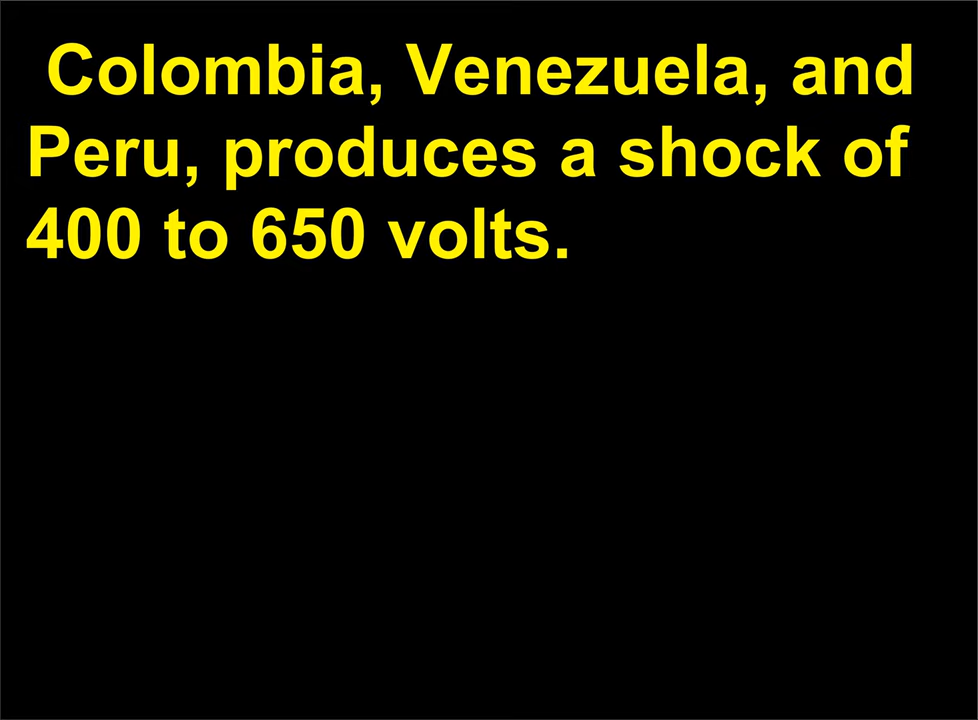 Colombia, Venezuela, and
Peru, produces a shock of
400 to 650 volts.